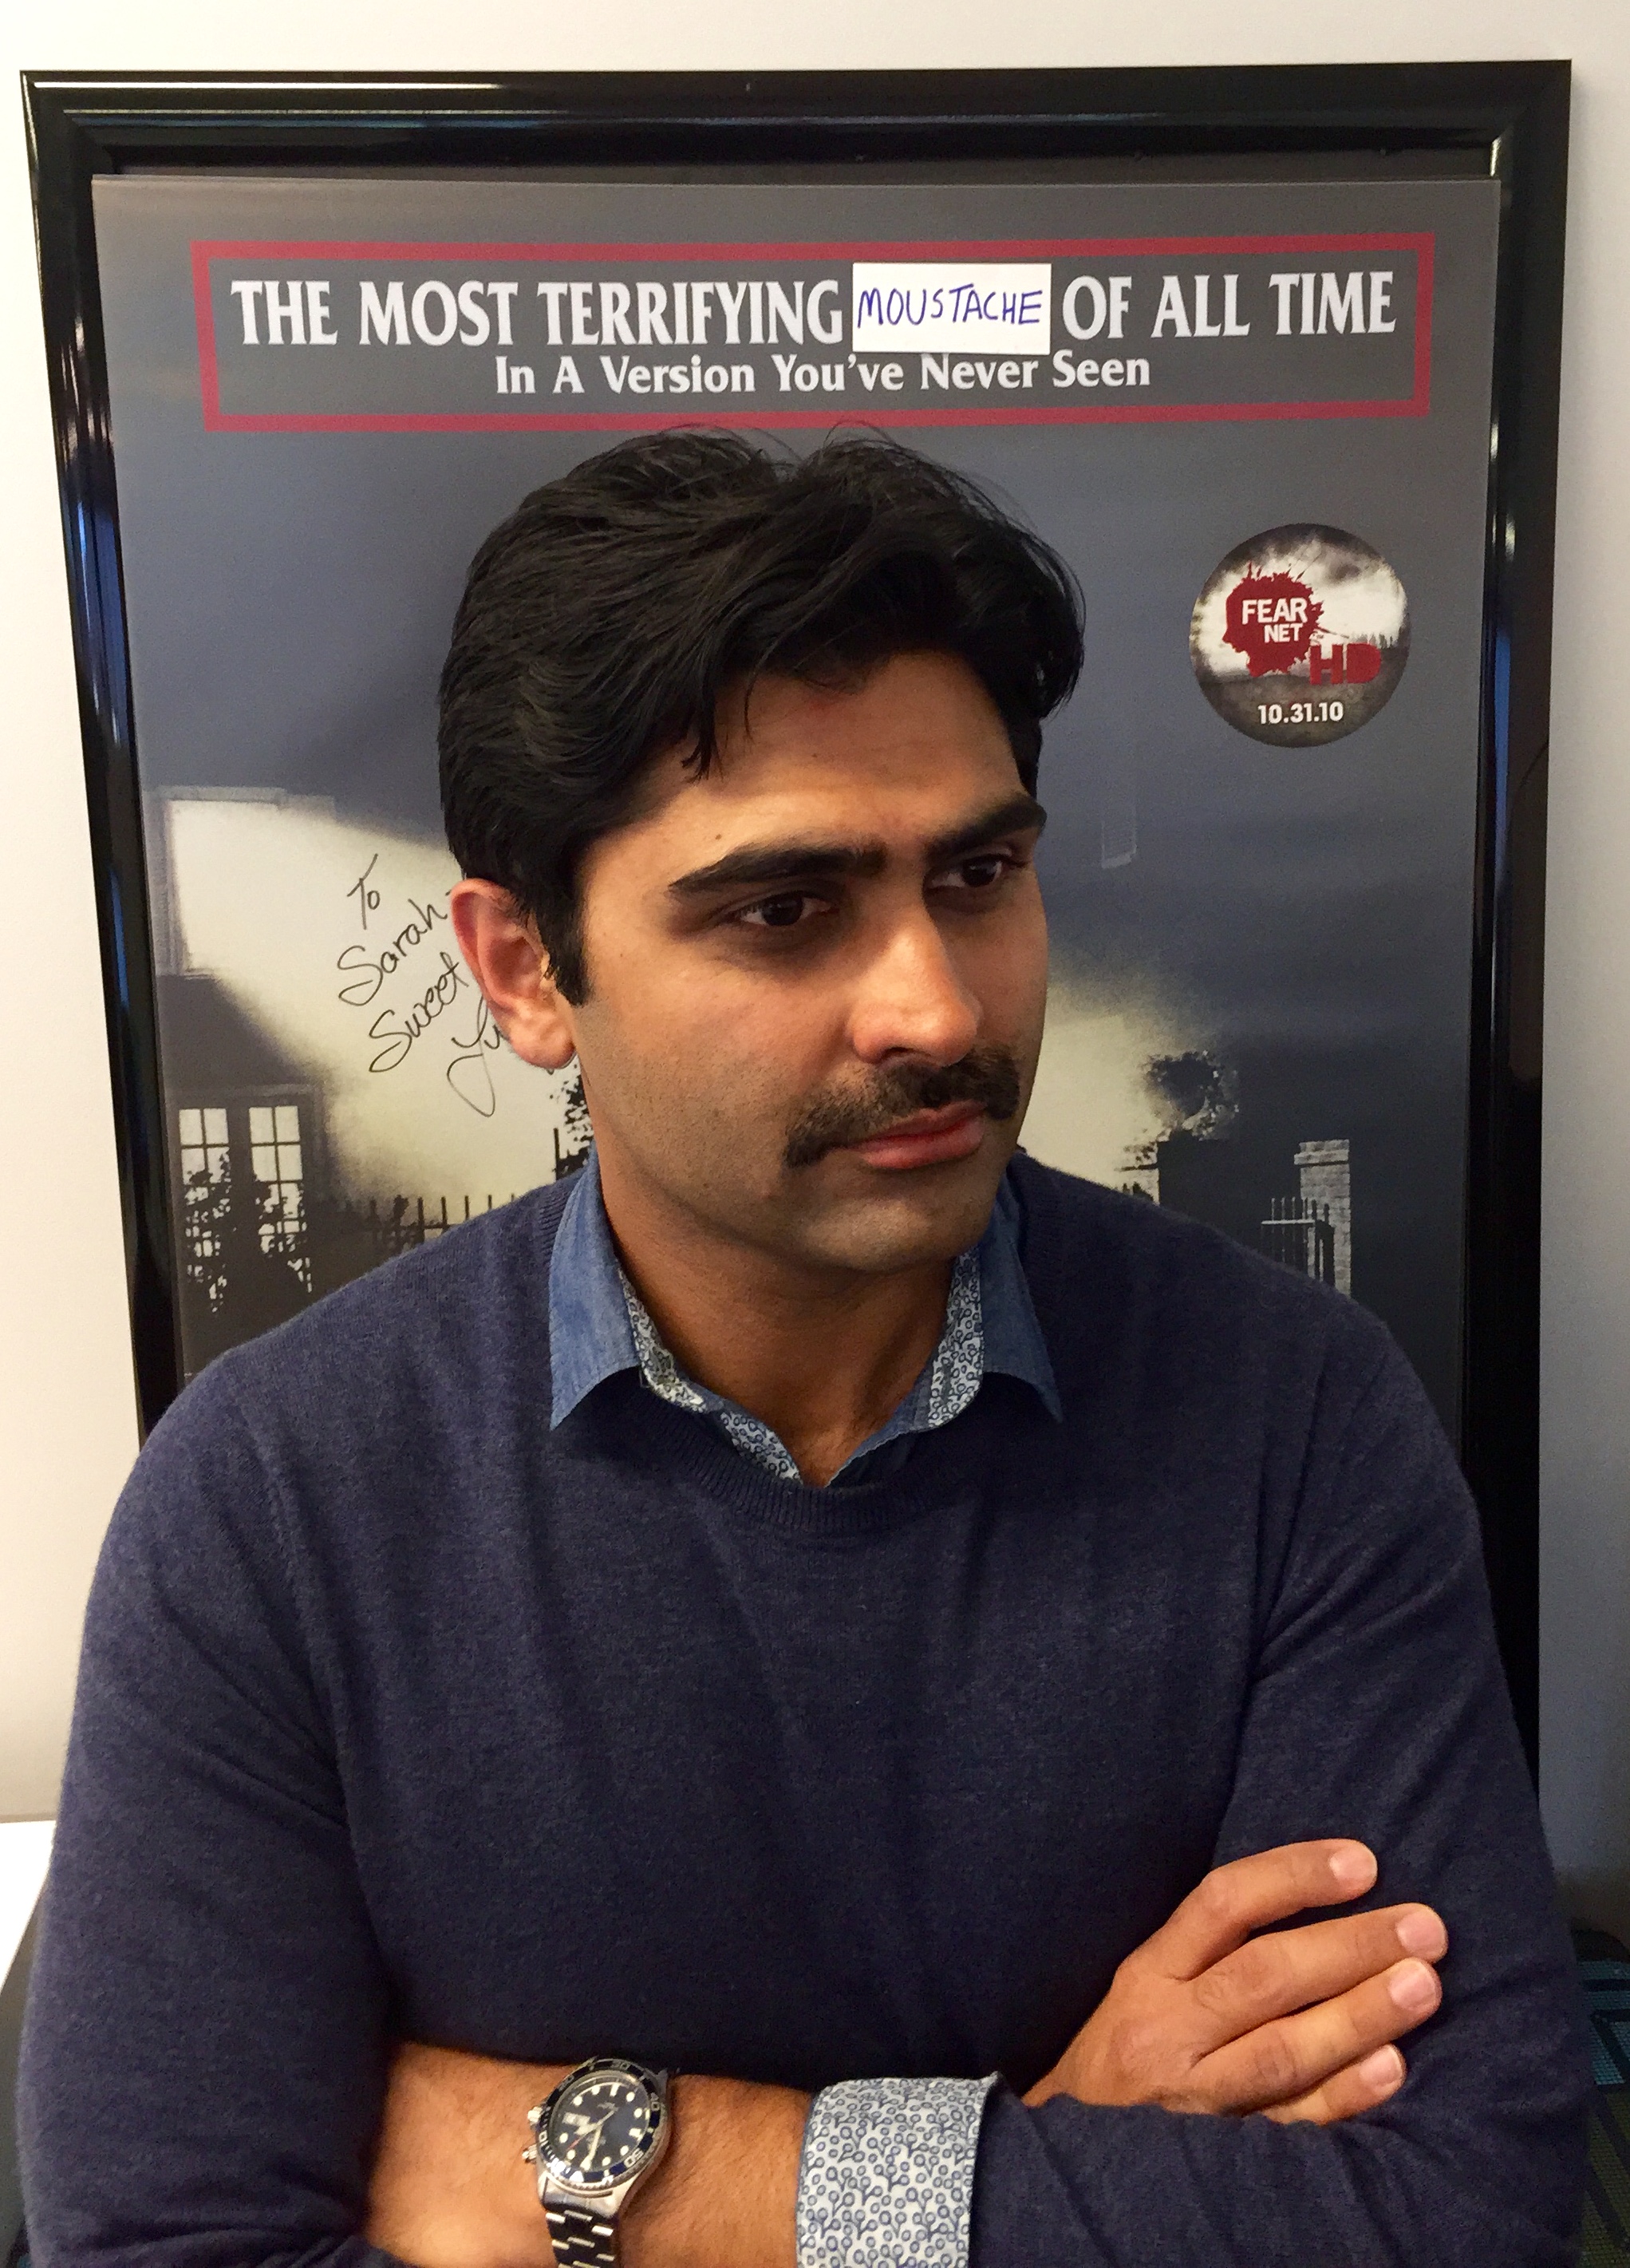 THE MOST TERRIFYING MOUSTACHE OF ALL TIME
In A Version You've Never Seen
FEAR
NET
HD
10.31.10
To
Sarah
Sweet